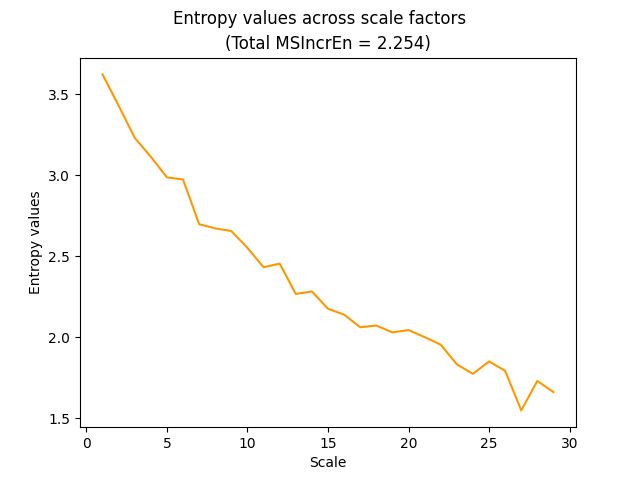 Entropy values across scale factors
(Total MSIncrEn = 2.254)
3.5
3.0
2.5
2.0
1.5
Entropy values
0 5 10 15 20 25 30
Scale